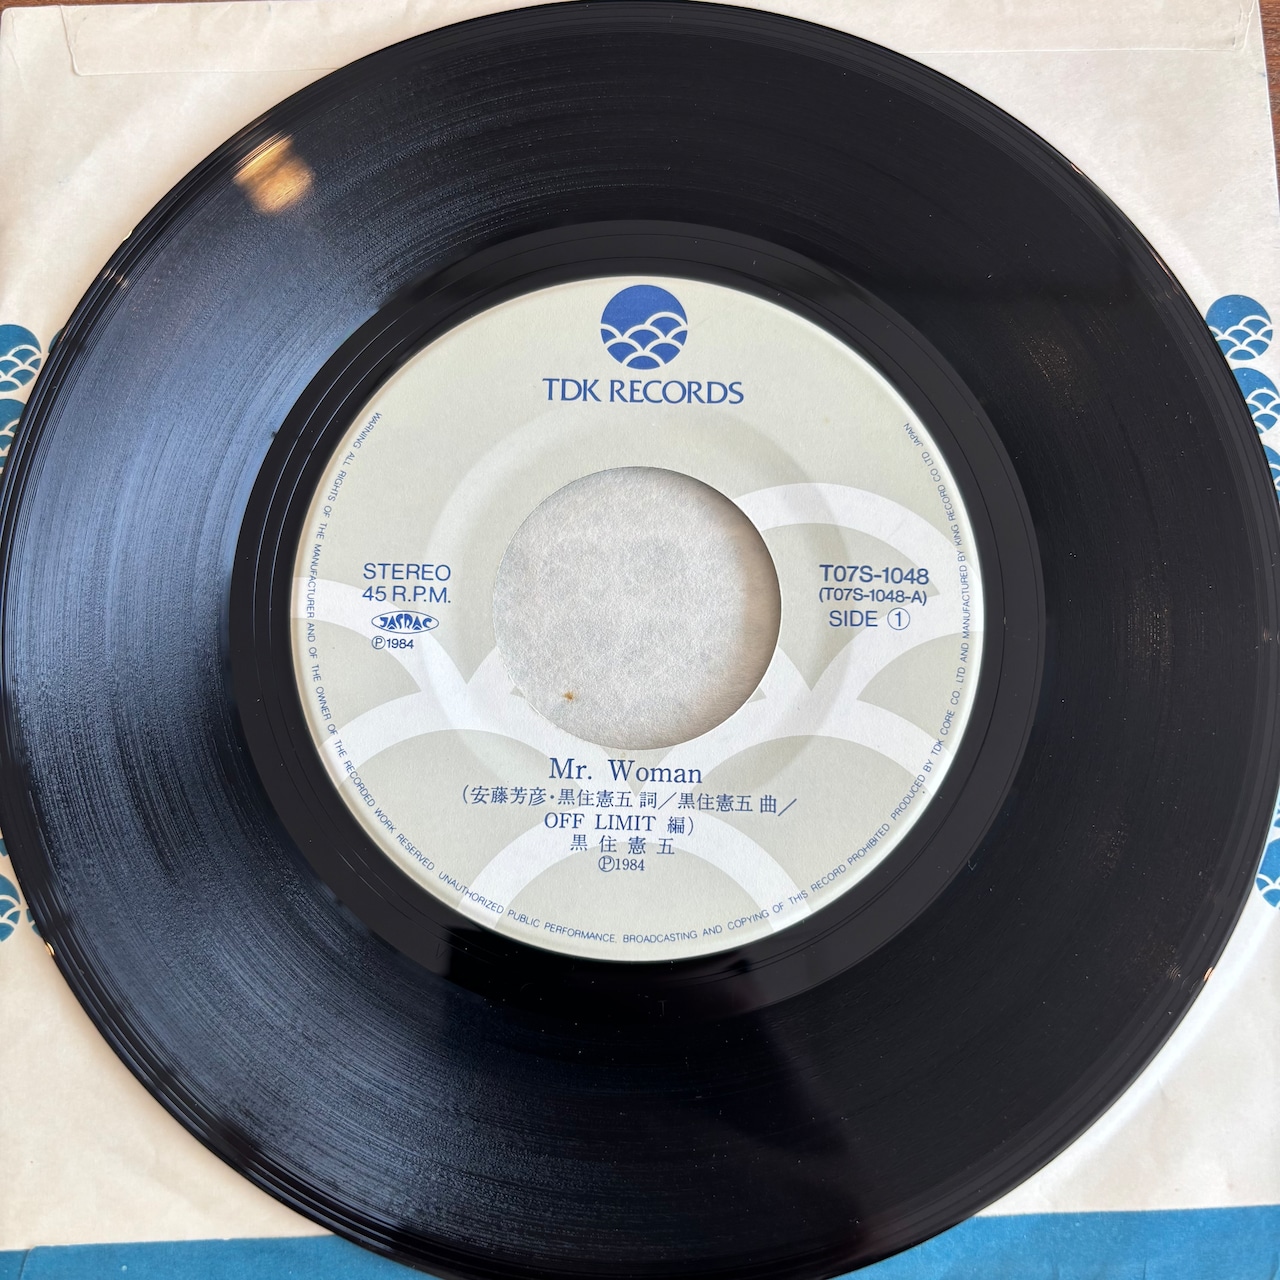 TDK RECORDS
STEREO
45 R.P.M.
JASRAC
Ⓟ1984
T07S-1048
(T07S-1048-A)
SIDE ①
Mr. Woman
(安藤芳彦・黒住憲五 詞／黒住憲五 曲／
OFF LIMIT 編)
黒住憲五
Ⓟ1984
WARNING ALL RIGHTS OF THE MANUFACTURER AND OF THE OWNER OF THE RECORDED WORK RESERVED UNAUTHORIZED PUBLIC PERFORMANCE, BROADCASTING AND COPYING OF THIS RECORD PROHIBITED PRODUCED BY TDK CORE CO., LTD. AND MANUFACTURED BY KING RECORD CO. LTD. JAPAN